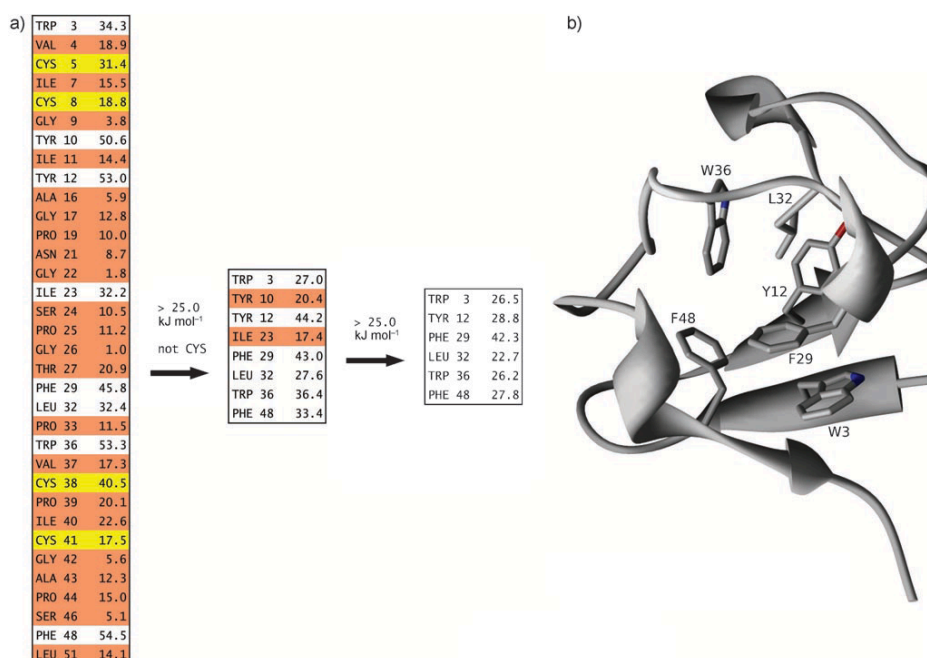 a)
TRP 3 34.3
VAL 4 18.9
CYS 5 31.4
ILE 7 15.5
CYS 8 18.8
GLY 9 3.8
TYR 10 50.6
ILE 11 14.4
TYR 12 53.0
ALA 16 5.9
GLY 17 12.8
PRO 19 10.0
ASN 21 8.7
GLY 22 1.8
ILE 23 32.2
SER 24 10.5
PRO 25 11.2
GLY 26 1.0
THR 27 20.9
PHE 29 45.8
LEU 32 32.4
PRO 33 11.5
TRP 36 53.3
VAL 37 17.3
CYS 38 40.5
PRO 39 20.1
ILE 40 22.6
CYS 41 17.5
GLY 42 5.6
ALA 43 12.3
PRO 44 15.0
SER 46 5.1
PHE 48 54.5
LEU 51 14.1
> 25.0
kJ mol⁻¹
not CYS
TRP 3 27.0
TYR 10 20.4
TYR 12 44.2
ILE 23 17.4
PHE 29 43.0
LEU 32 27.6
TRP 36 36.4
PHE 48 33.4
> 25.0
kJ mol⁻¹
TRP 3 26.5
TYR 12 28.8
PHE 29 42.3
LEU 32 22.7
TRP 36 26.2
PHE 48 27.8
b)
W36
L32
Y12
F48
F29
W3